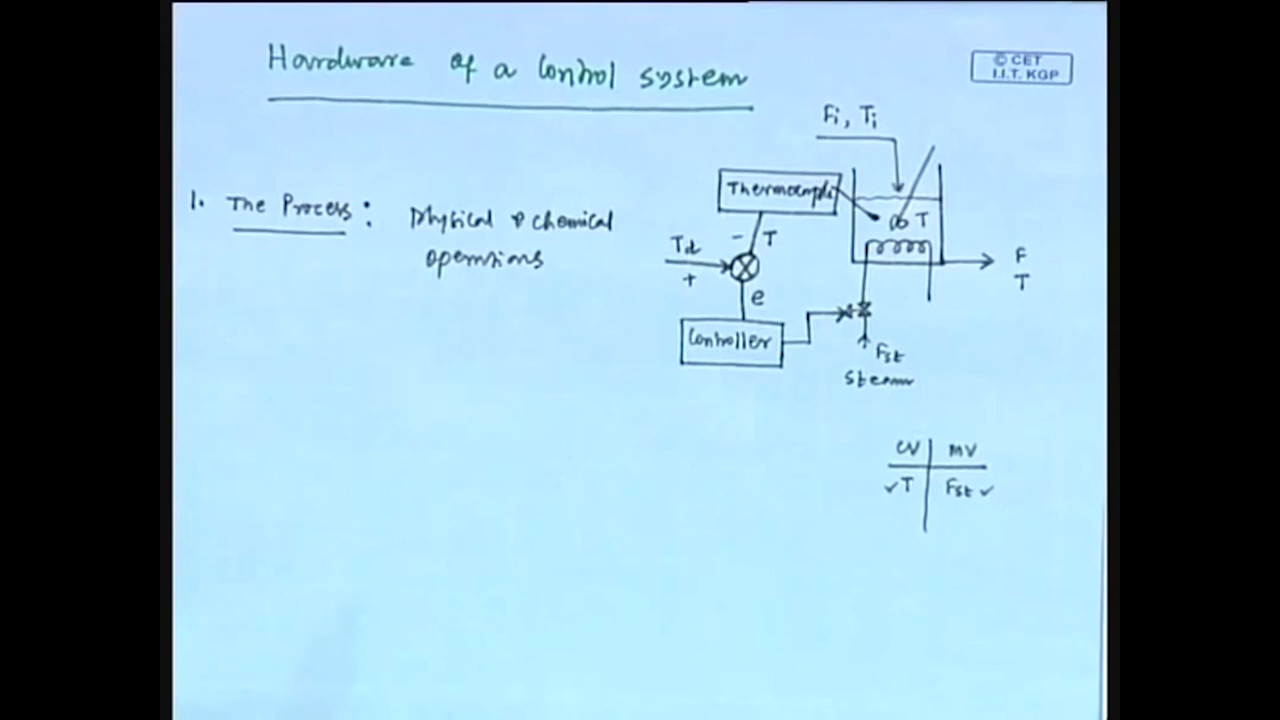 Hardware of a Control system
© CET
I.I.T. KGP
Fi, Ti
1. The Process: Physical & chemical
operations
Thermocouple
T
- T
Td
+
e
F
T
Controller
Fst
steam
CV MV
✓T Fst ✓